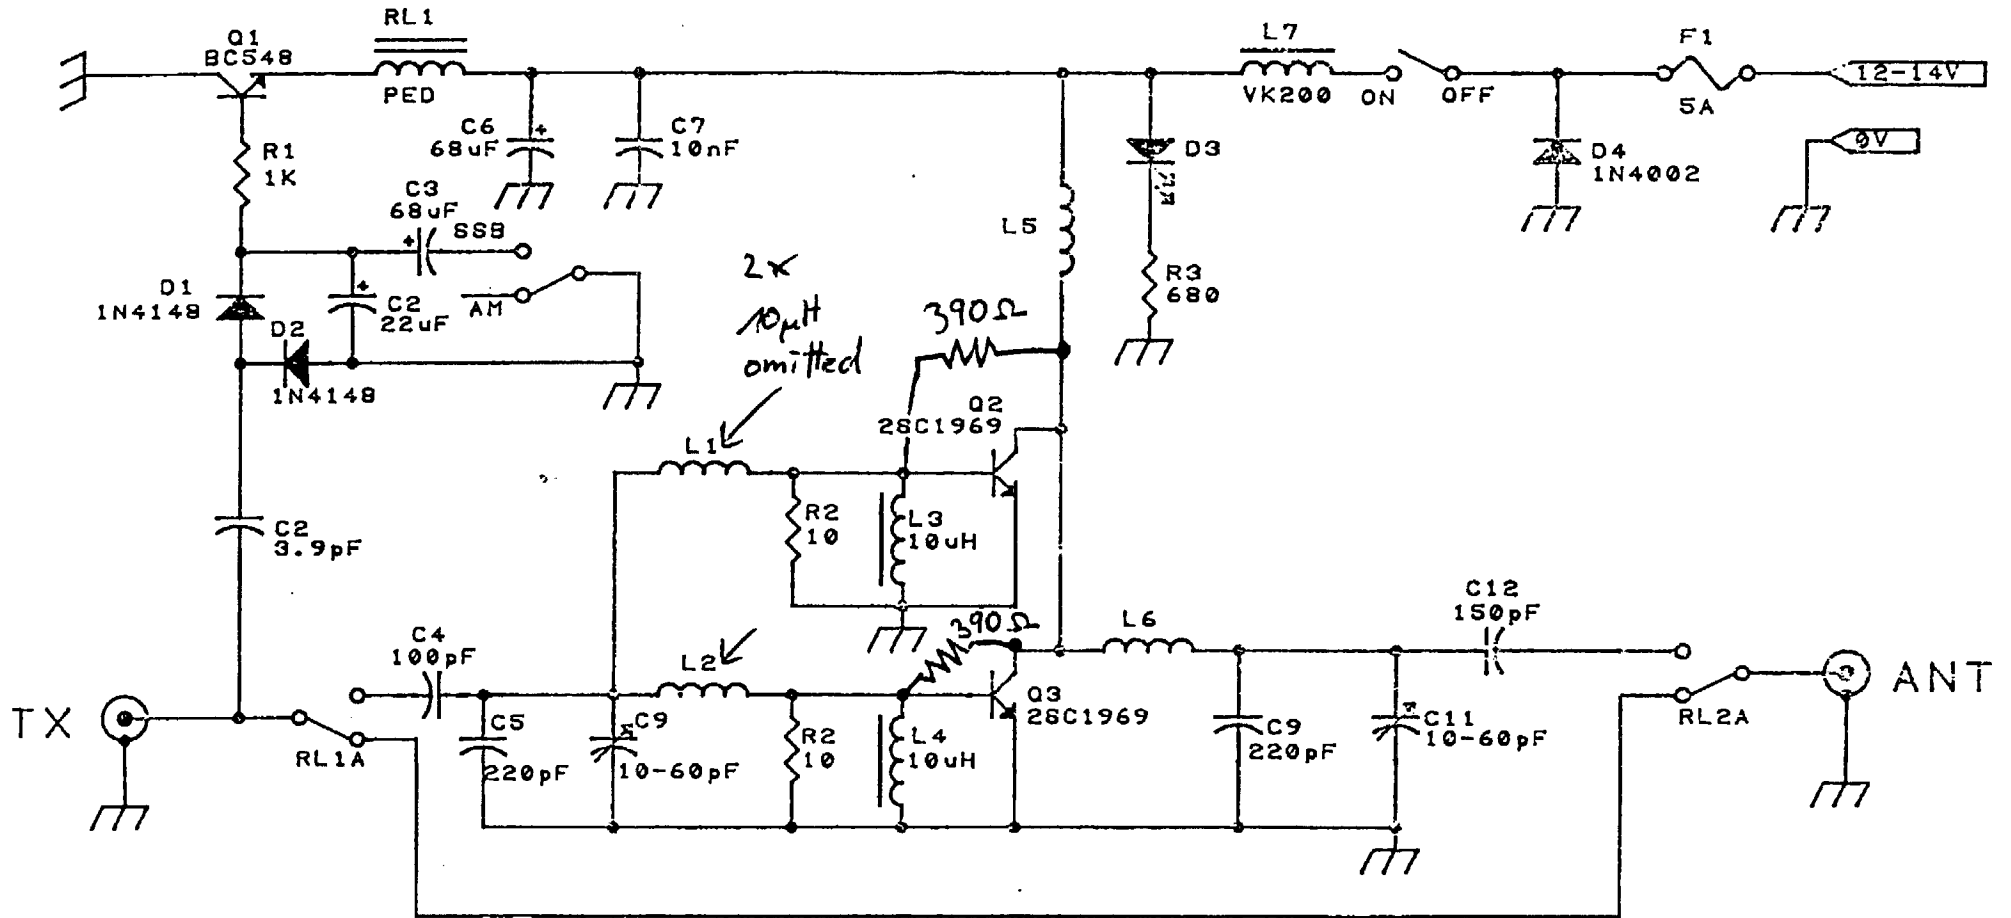 RL1
Q1
BC548
PED
L7
VK200
ON
OFF
F1
5A
12-14V
0V
C6
68uF
+
C7
10nF
D3
D4
1N4002
R1
1K
C3
68uF
+
SSB
AM
L5
R3
680
D1
1N4148
D2
1N4148
C2
22uF
+
2x
10µH
omitted
390Ω
Q2
2SC1969
L1
R2
10
L3
10uH
C2
3.9pF
390Ω
C12
150pF
L6
C4
100pF
L2
Q3
2SC1969
TX
RL1A
C5
220pF
C9
10-60pF
R2
10
L4
10uH
C9
220pF
C11
10-60pF
RL2A
ANT